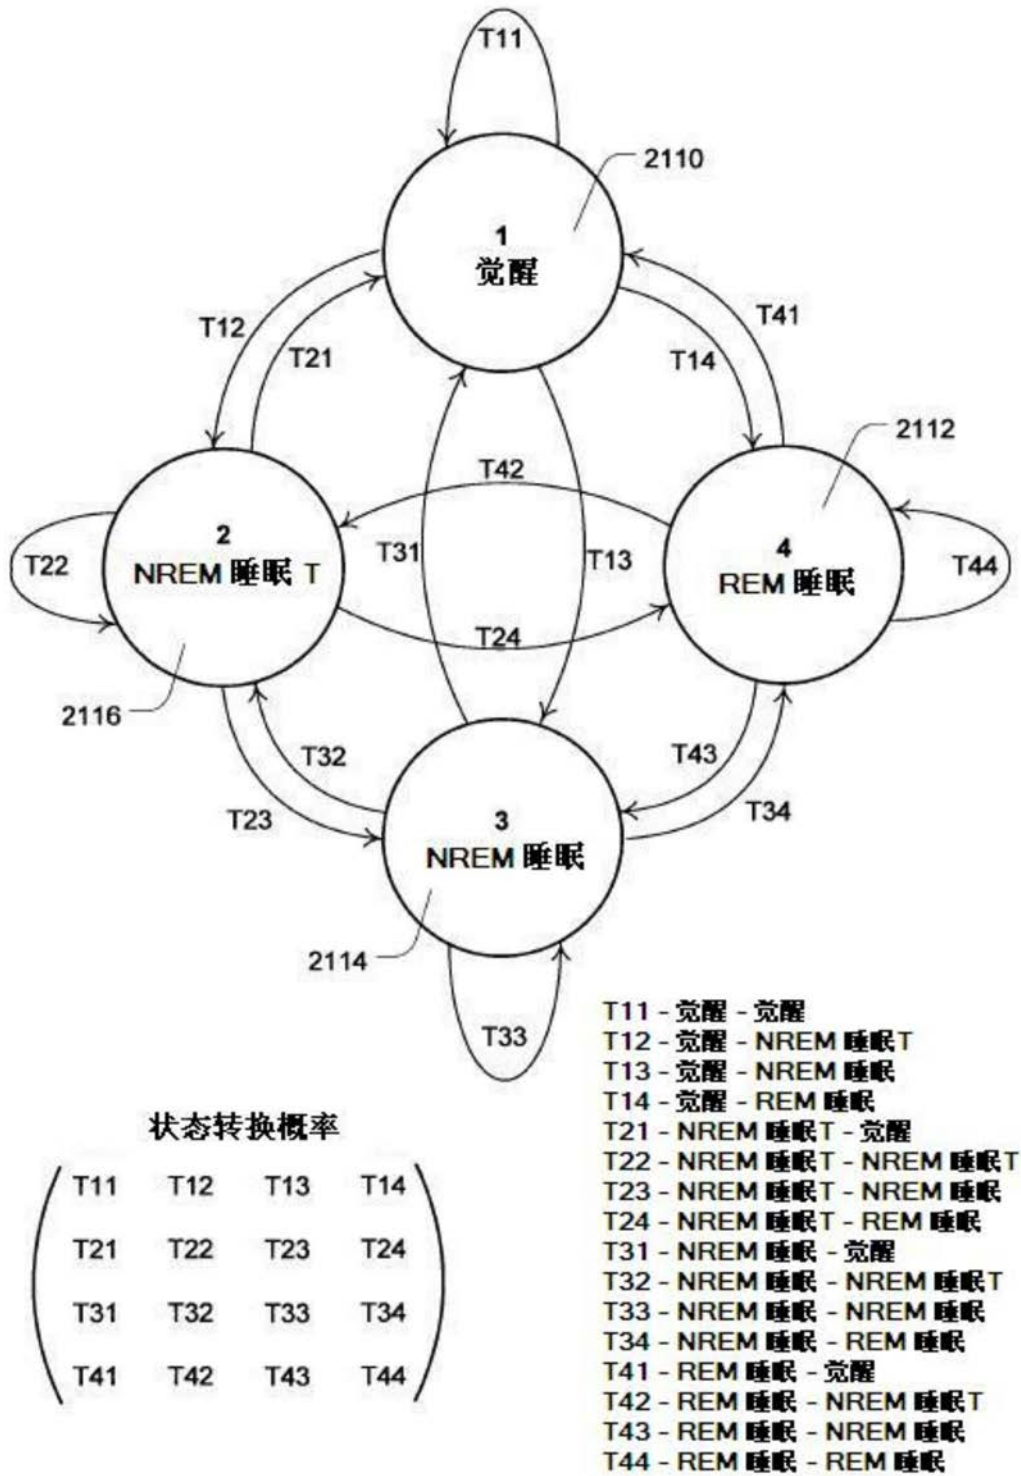 T11
2110
1
觉醒
T12
T21
T41
T14
2112
T42
2
NREM 睡眠 T
T22
T31
T13
4
REM 睡眠
T44
T24
2116
T32
T23
T43
T34
3
NREM 睡眠
2114
T33
T11 - 觉醒 - 觉醒
T12 - 觉醒 - NREM 睡眠T
T13 - 觉醒 - NREM 睡眠
T14 - 觉醒 - REM 睡眠
T21 - NREM 睡眠T - 觉醒
T22 - NREM 睡眠T - NREM 睡眠T
T23 - NREM 睡眠T - NREM 睡眠
T24 - NREM 睡眠T - REM 睡眠
T31 - NREM 睡眠 - 觉醒
T32 - NREM 睡眠 - NREM 睡眠T
T33 - NREM 睡眠 - NREM 睡眠
T34 - NREM 睡眠 - REM 睡眠
T41 - REM 睡眠 - 觉醒
T42 - REM 睡眠 - NREM 睡眠T
T43 - REM 睡眠 - NREM 睡眠
T44 - REM 睡眠 - REM 睡眠
状态转换概率
T11 T12 T13 T14
T21 T22 T23 T24
T31 T32 T33 T34
T41 T42 T43 T44